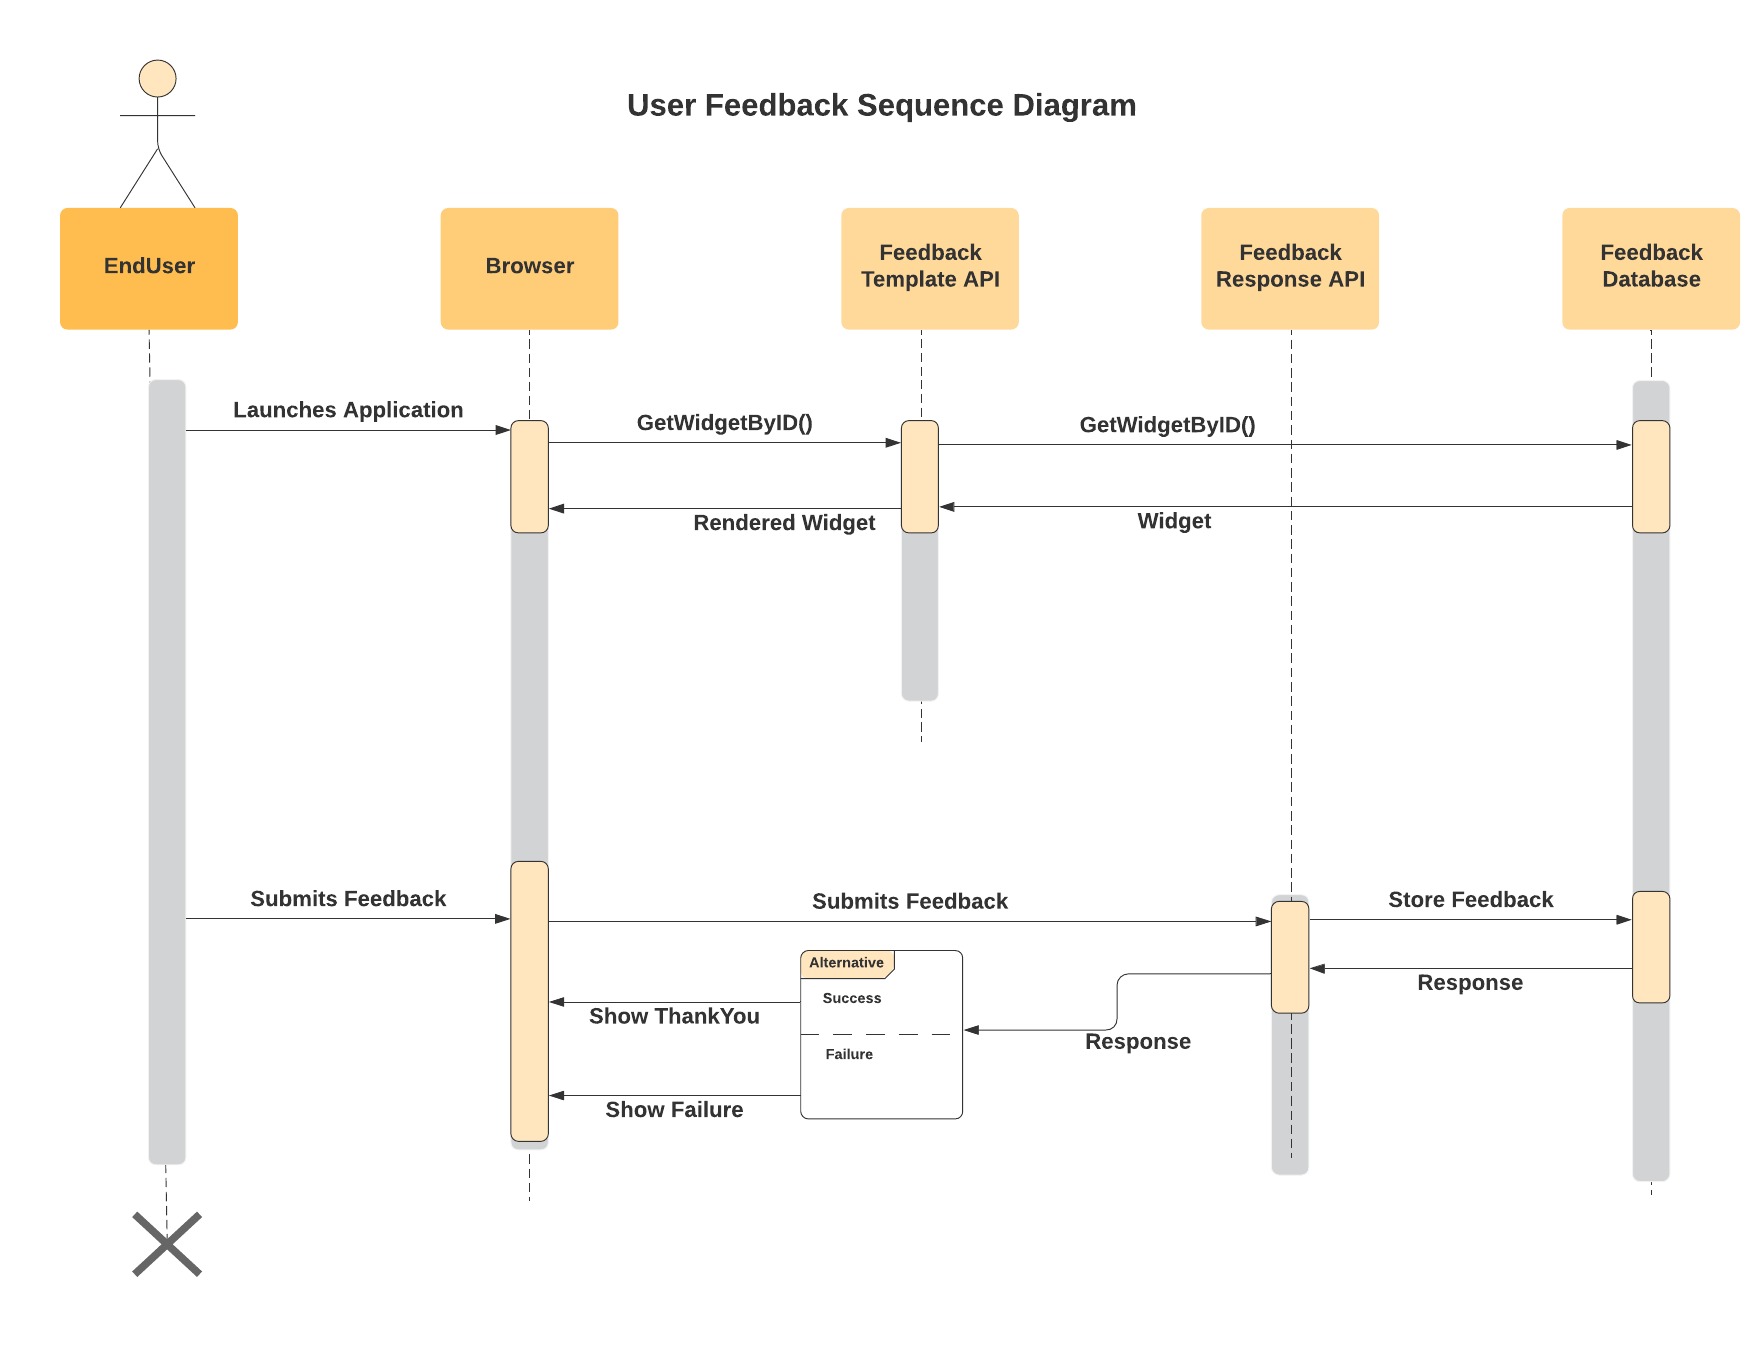 User Feedback Sequence Diagram
EndUser
Browser
Feedback
Template API
Feedback
Response API
Feedback
Database
Launches Application
GetWidgetByID()
GetWidgetByID()
Rendered Widget
Widget
Submits Feedback
Submits Feedback
Store Feedback
Alternative
Success
Show ThankYou
Response
Response
Failure
Show Failure